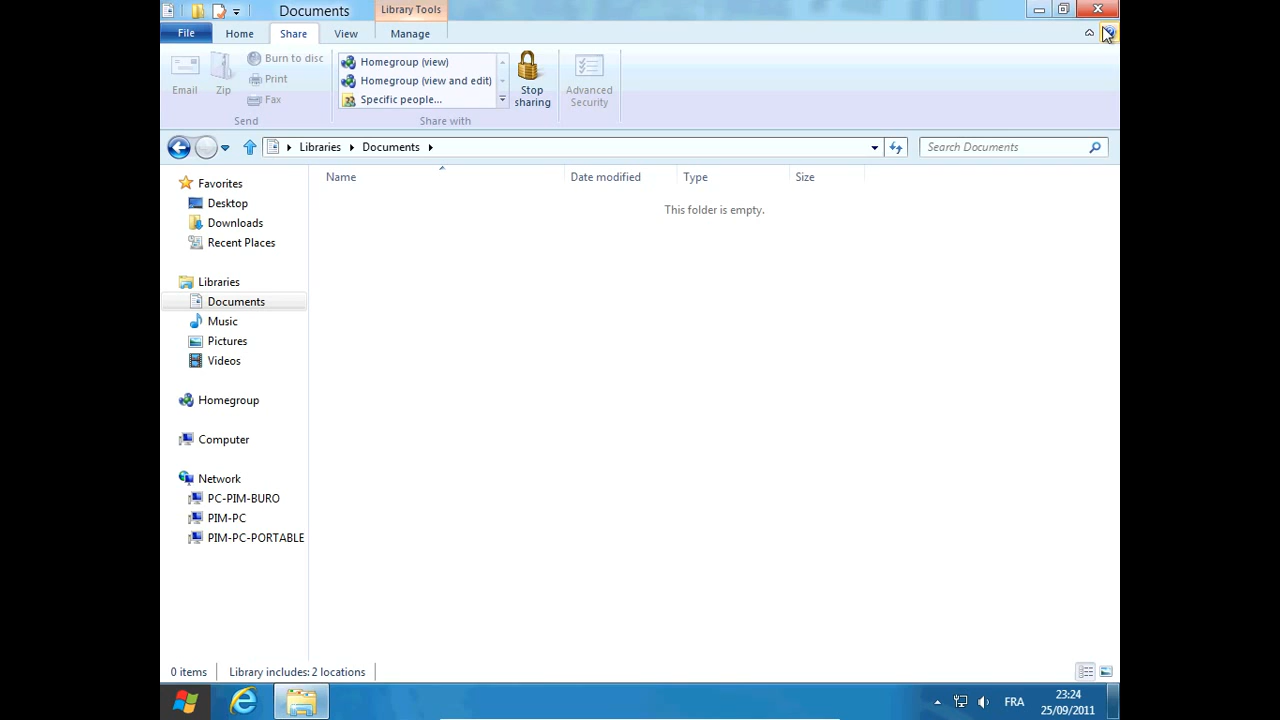 Documents
Library Tools
File
Home
Share
View
Manage
Email
Zip
Burn to disc
Print
Fax
Send
Homegroup (view)
Homegroup (view and edit)
Specific people...
Share with
Stop
sharing
Advanced
Security
Libraries
Documents
Search Documents
Name
Date modified
Type
Size
This folder is empty.
Favorites
Desktop
Downloads
Recent Places
Libraries
Documents
Music
Pictures
Videos
Homegroup
Computer
Network
PC-PIM-BURO
PIM-PC
PIM-PC-PORTABLE
0 items
Library includes: 2 locations
FRA
23:24
25/09/2011